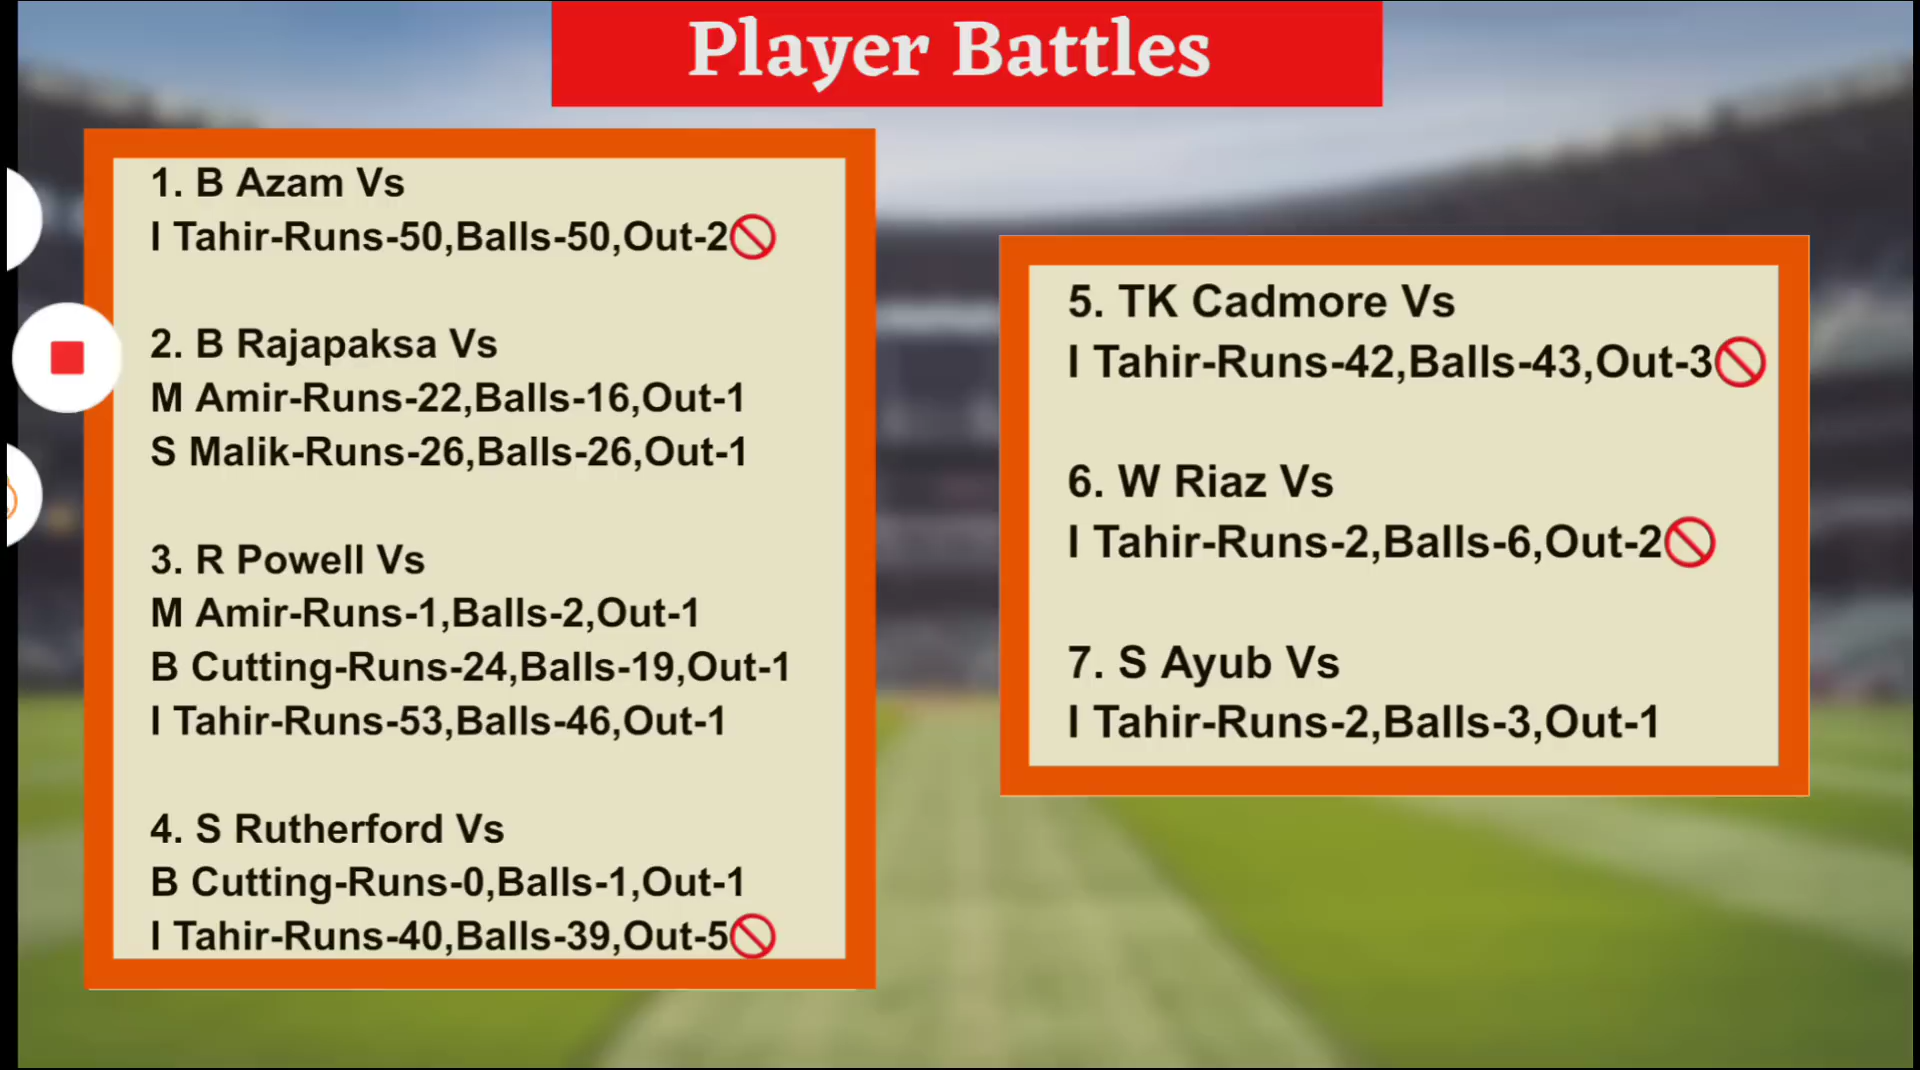 Player Battles
1. B Azam Vs
I Tahir-Runs-50,Balls-50,Out-2🚫
2. B Rajapaksa Vs
M Amir-Runs-22,Balls-16,Out-1
S Malik-Runs-26,Balls-26,Out-1
3. R Powell Vs
M Amir-Runs-1,Balls-2,Out-1
B Cutting-Runs-24,Balls-19,Out-1
I Tahir-Runs-53,Balls-46,Out-1
4. S Rutherford Vs
B Cutting-Runs-0,Balls-1,Out-1
I Tahir-Runs-40,Balls-39,Out-5🚫
5. TK Cadmore Vs
I Tahir-Runs-42,Balls-43,Out-3🚫
6. W Riaz Vs
I Tahir-Runs-2,Balls-6,Out-2🚫
7. S Ayub Vs
I Tahir-Runs-2,Balls-3,Out-1